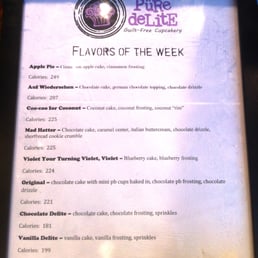 PURE
deLitE
Guilt-Free Cupcakery
FLAVORS OF THE WEEK
Apple Pie – apple cake, cinnamon frosting
Calories: 249
Auf Wiedersehen – Chocolate cake, german chocolate topping, chocolate drizzle
Calories: 207
Coo-coo for Coconut – Coconut cake, coconut frosting, coconut "rim"
Calories: 225
Mad Hatter – Chocolate cake, caramel center, italian buttercream, chocolate drizzle,
shortbread cookie crumble
Calories: 225
Violet Your Turning Violet, Violet – Blueberry cake, blueberry frosting
Calories: 224
Original – chocolate cake with mini pb cups baked in, chocolate pb frosting, chocolate
drizzle
Calories: 221
Chocolate Delite – chocolate cake, chocolate frosting, sprinkles
Calories: 181
Vanilla Delite – vanilla cake, vanilla frosting, sprinkles
Calories: 199